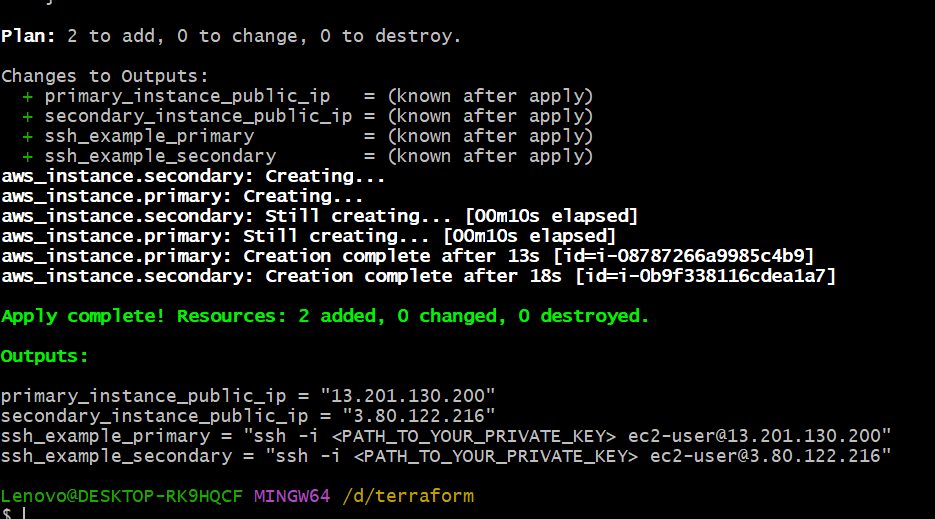 Plan: 2 to add, 0 to change, 0 to destroy.
Changes to Outputs:
+ primary_instance_public_ip = (known after apply)
+ secondary_instance_public_ip = (known after apply)
+ ssh_example_primary = (known after apply)
+ ssh_example_secondary = (known after apply)
aws_instance.secondary: Creating...
aws_instance.primary: Creating...
aws_instance.secondary: Still creating... [00m10s elapsed]
aws_instance.primary: Still creating... [00m10s elapsed]
aws_instance.primary: Creation complete after 13s [id=i-08787266a9985c4b9]
aws_instance.secondary: Creation complete after 18s [id=i-0b9f338116cdea1a7]
Apply complete! Resources: 2 added, 0 changed, 0 destroyed.
Outputs:
primary_instance_public_ip = "13.201.130.200"
secondary_instance_public_ip = "3.80.122.216"
ssh_example_primary = "ssh -i <PATH_TO_YOUR_PRIVATE_KEY> ec2-user@13.201.130.200"
ssh_example_secondary = "ssh -i <PATH_TO_YOUR_PRIVATE_KEY> ec2-user@3.80.122.216"
Lenovo@DESKTOP-RK9HQCF MINGW64 /d/terraform
$